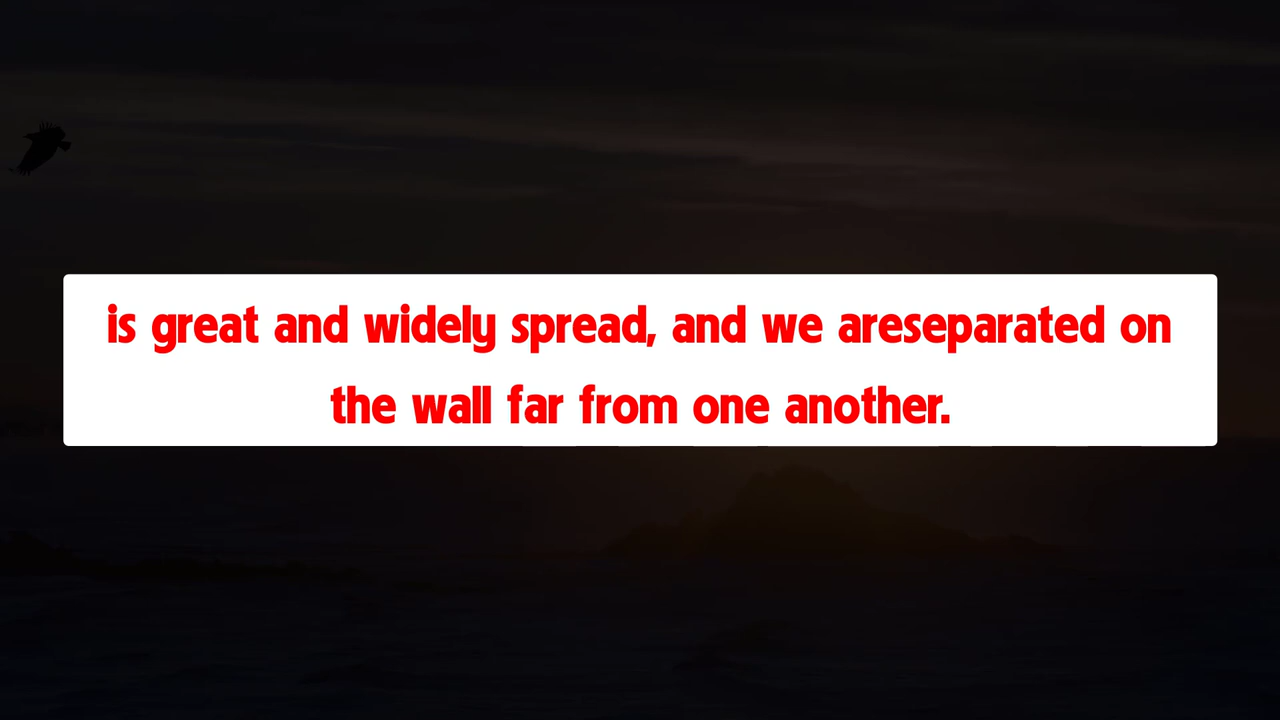 is great and widely spread, and we areseparated on
the wall far from one another.